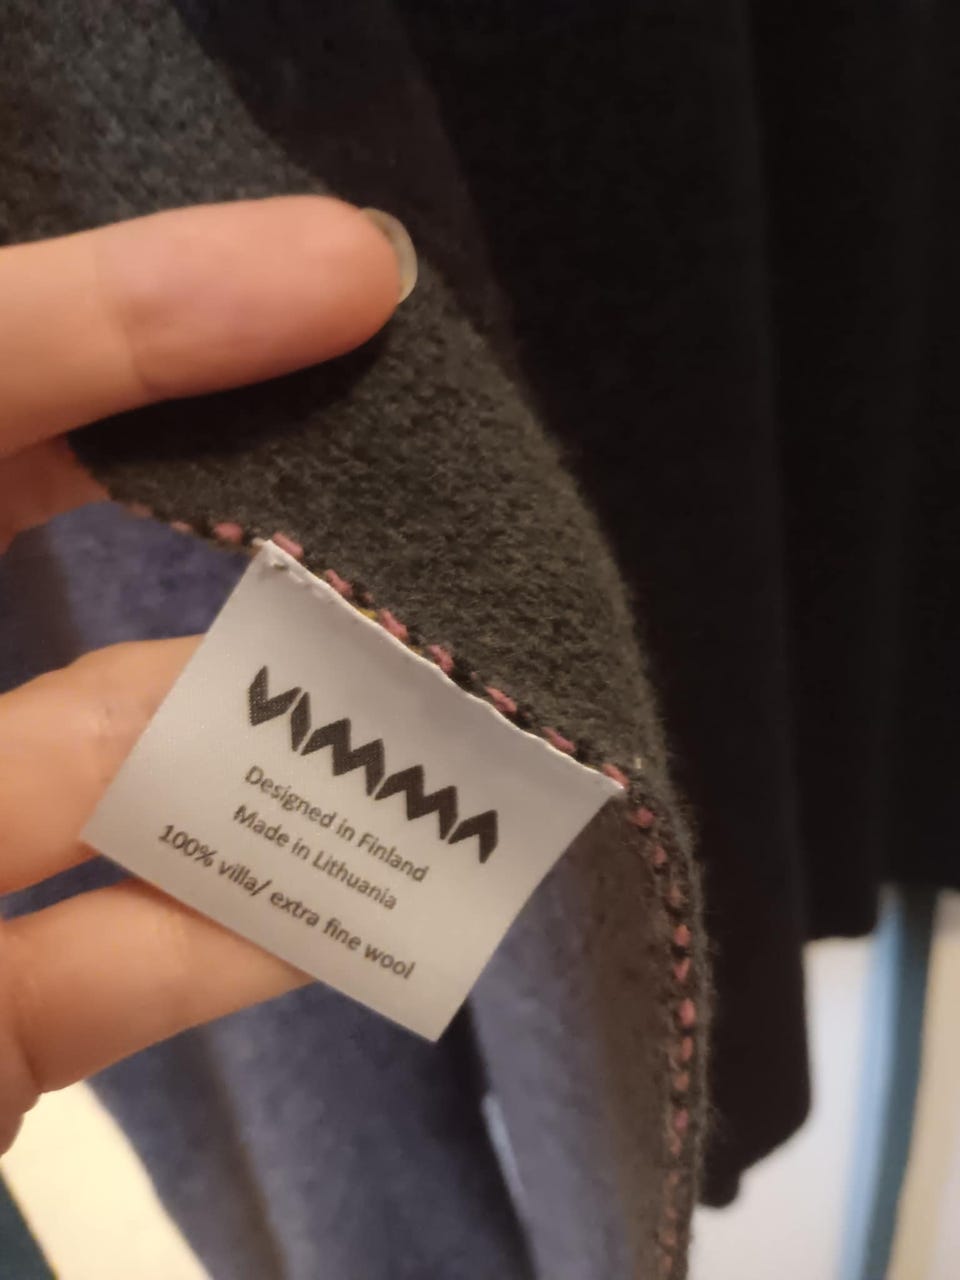 VIMMA
Designed in Finland
Made in Lithuania
100% villa/ extra fine wool